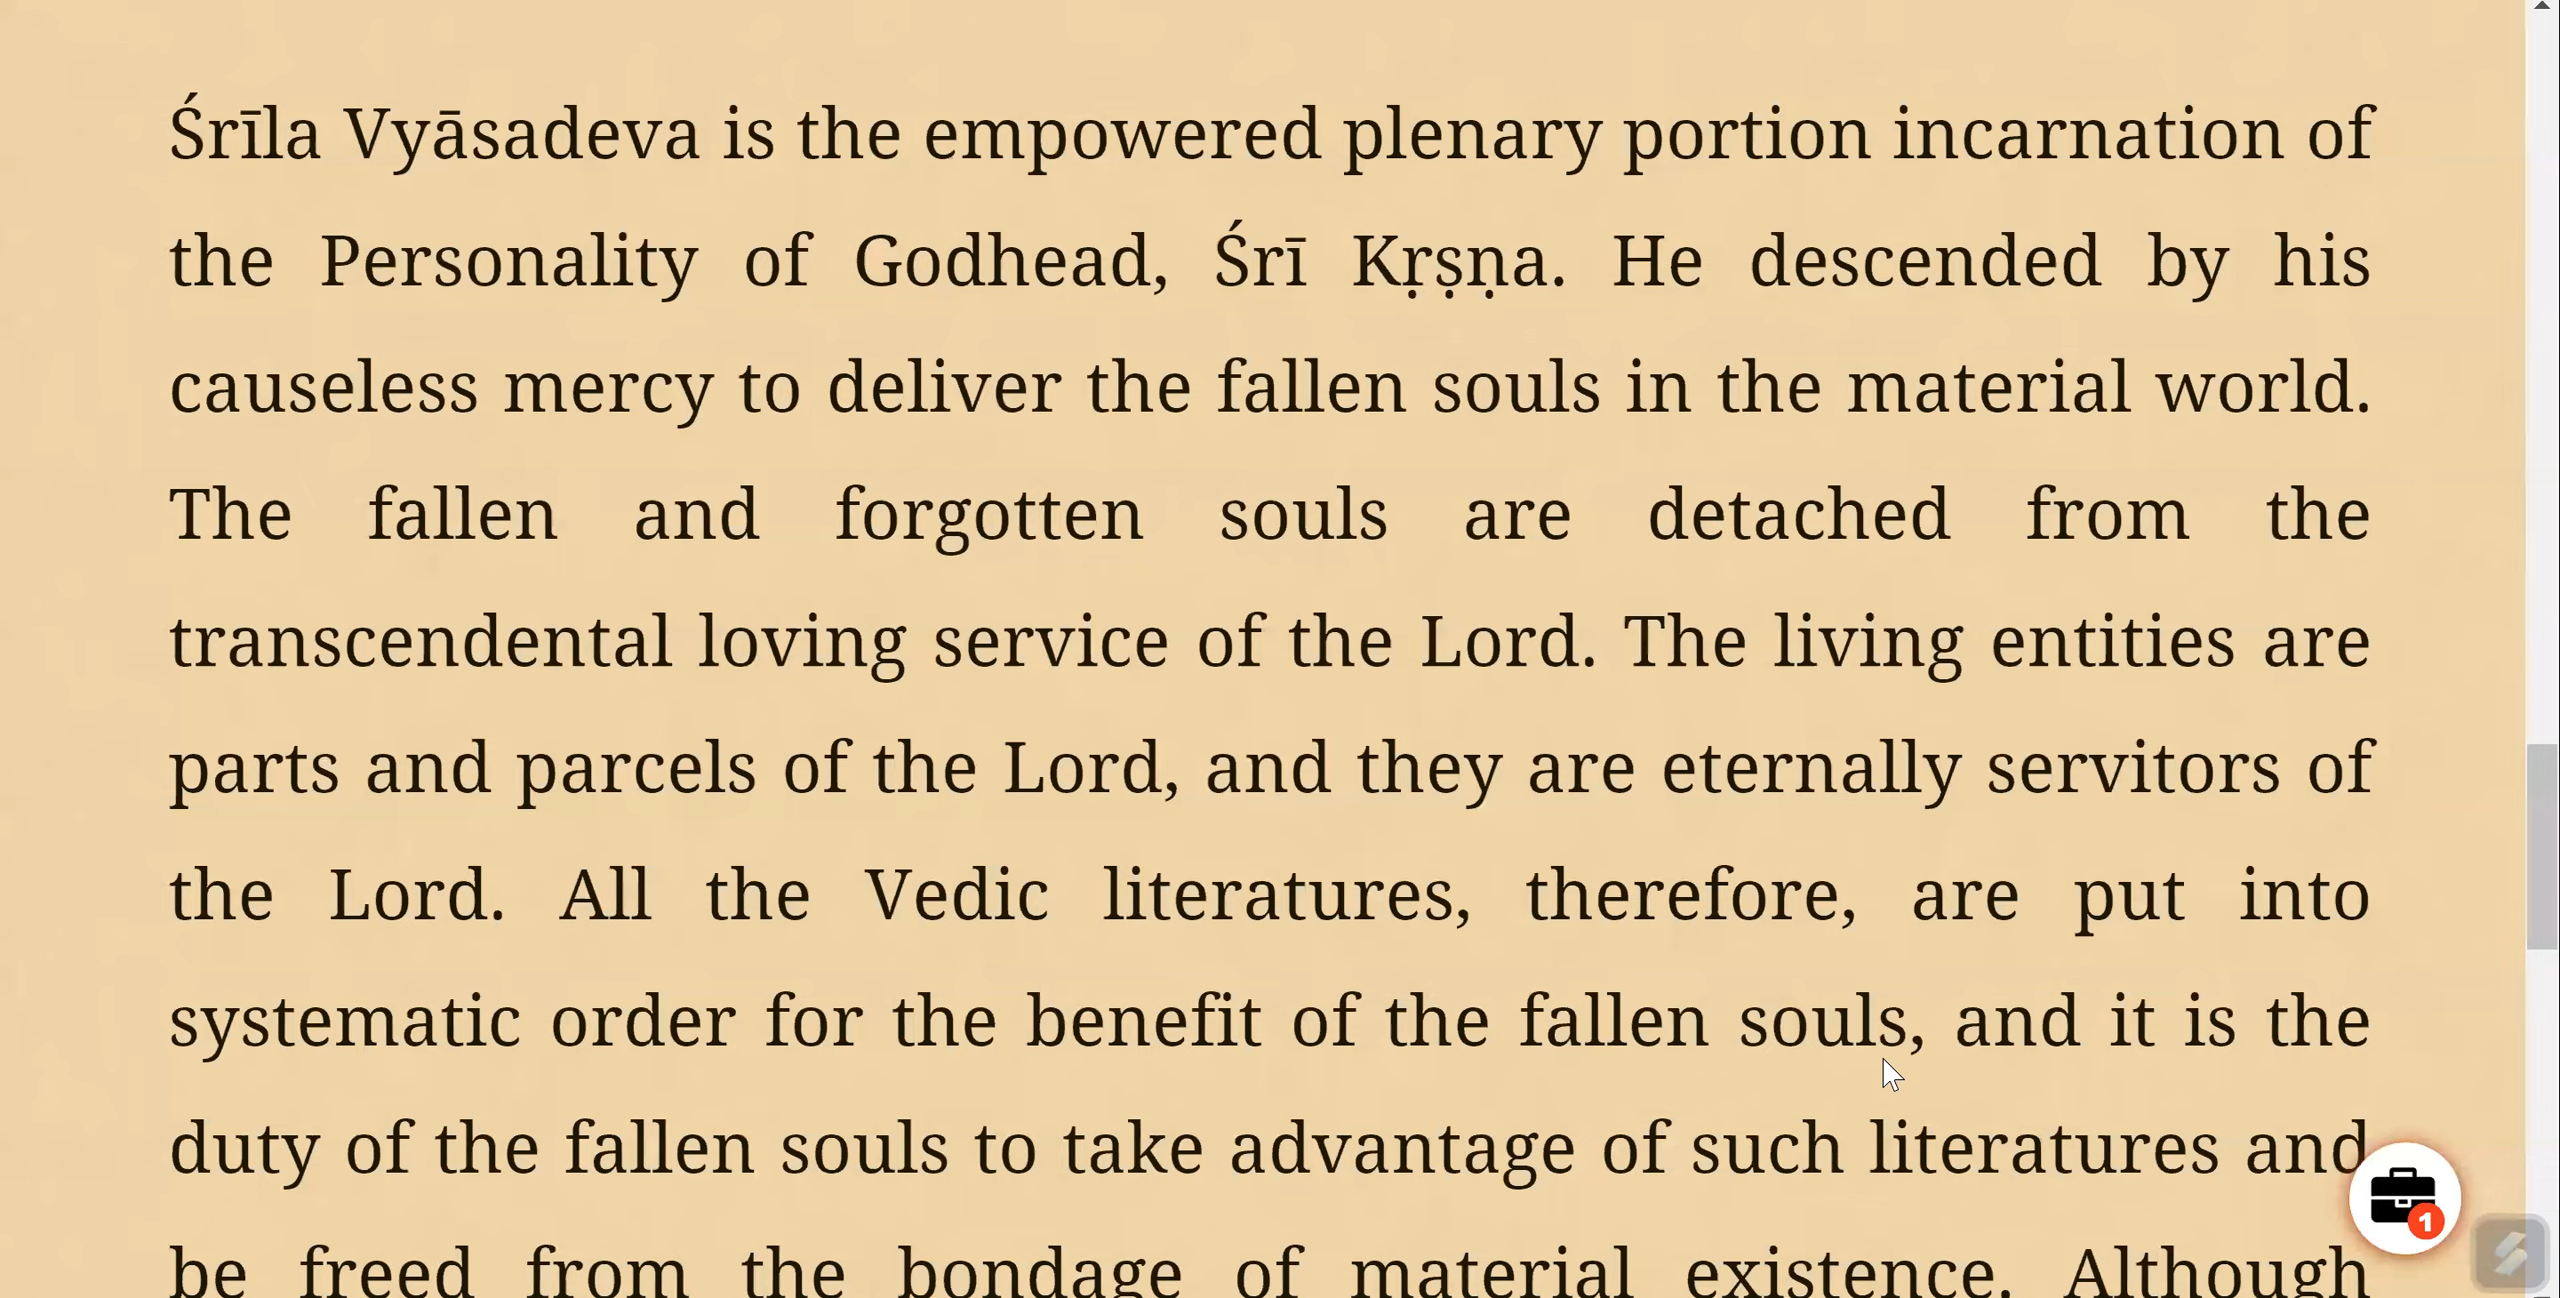 Śrīla Vyāsadeva is the empowered plenary portion incarnation of
the Personality of Godhead, Śrī Kṛṣṇa. He descended by his
causeless mercy to deliver the fallen souls in the material world.
The fallen and forgotten souls are detached from the
transcendental loving service of the Lord. The living entities are
parts and parcels of the Lord, and they are eternally servitors of
the Lord. All the Vedic literatures, therefore, are put into
systematic order for the benefit of the fallen souls, and it is the
duty of the fallen souls to take advantage of such literatures and
be freed from the bondage of material existence. Although
1